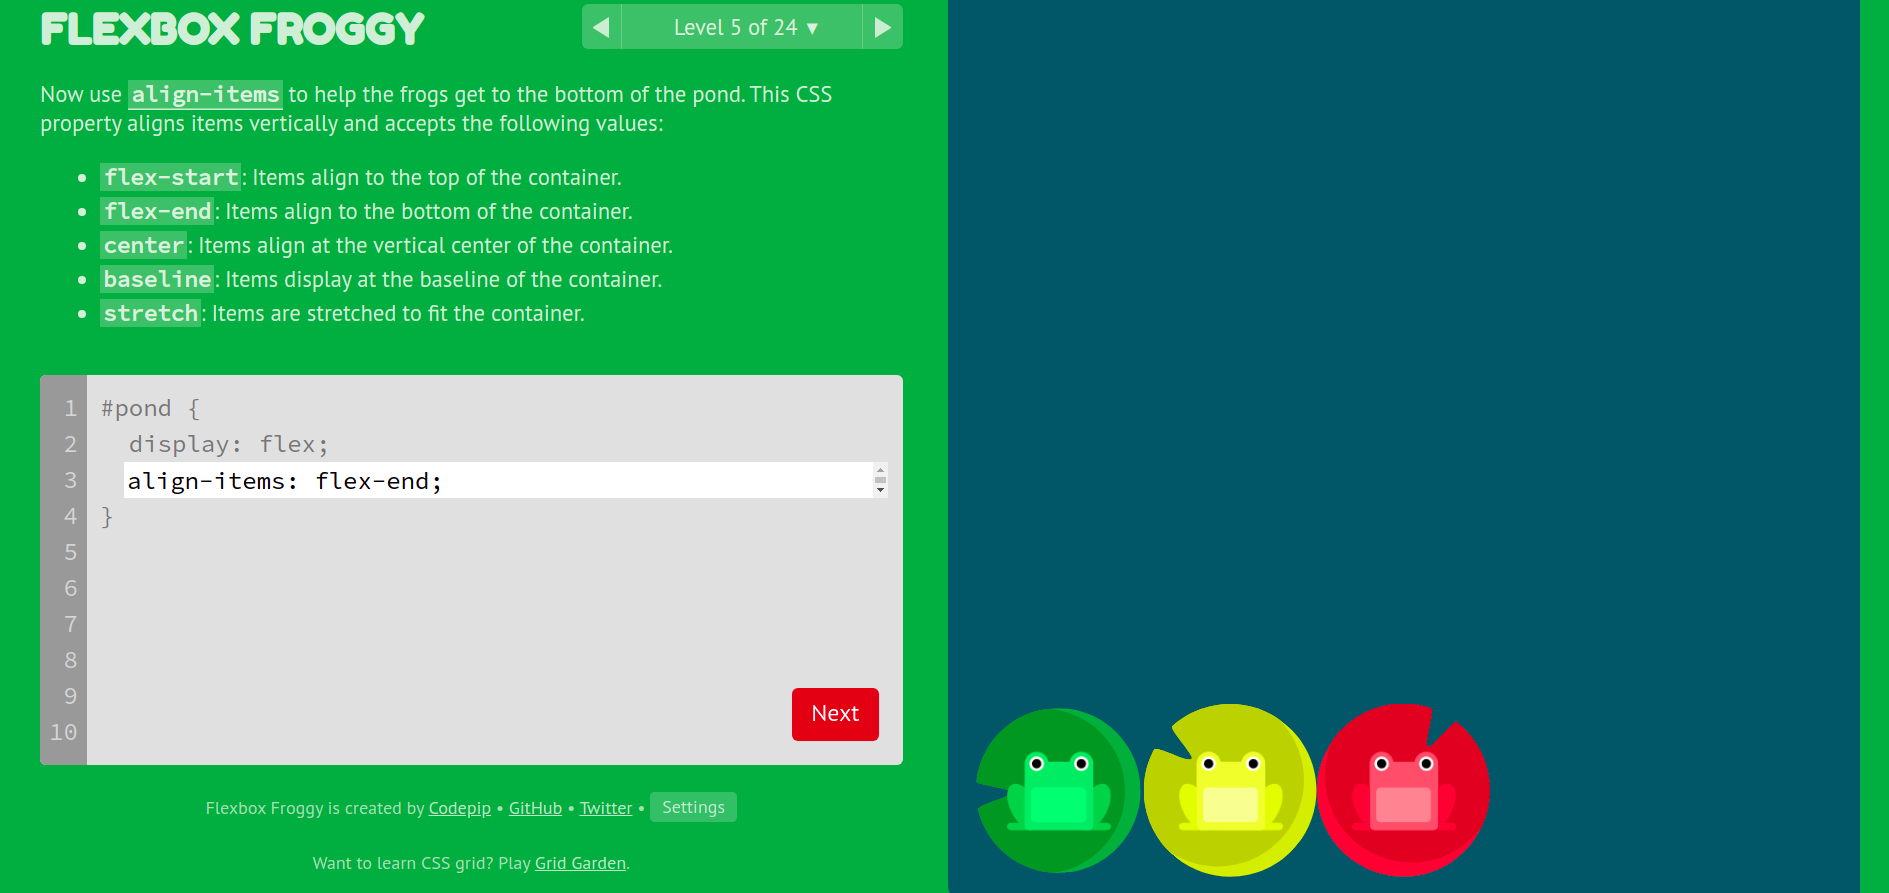 FLEXBOX FROGGY
◀ Level 5 of 24 ▼ ▶
Now use align-items to help the frogs get to the bottom of the pond. This CSS
property aligns items vertically and accepts the following values:
• flex-start: Items align to the top of the container.
• flex-end: Items align to the bottom of the container.
• center: Items align at the vertical center of the container.
• baseline: Items display at the baseline of the container.
• stretch: Items are stretched to fit the container.
1 #pond {
2 display: flex;
3 align-items: flex-end;
4 }
5
6
7
8
9
10
Next
Flexbox Froggy is created by Codepip • GitHub • Twitter • Settings
Want to learn CSS grid? Play Grid Garden.